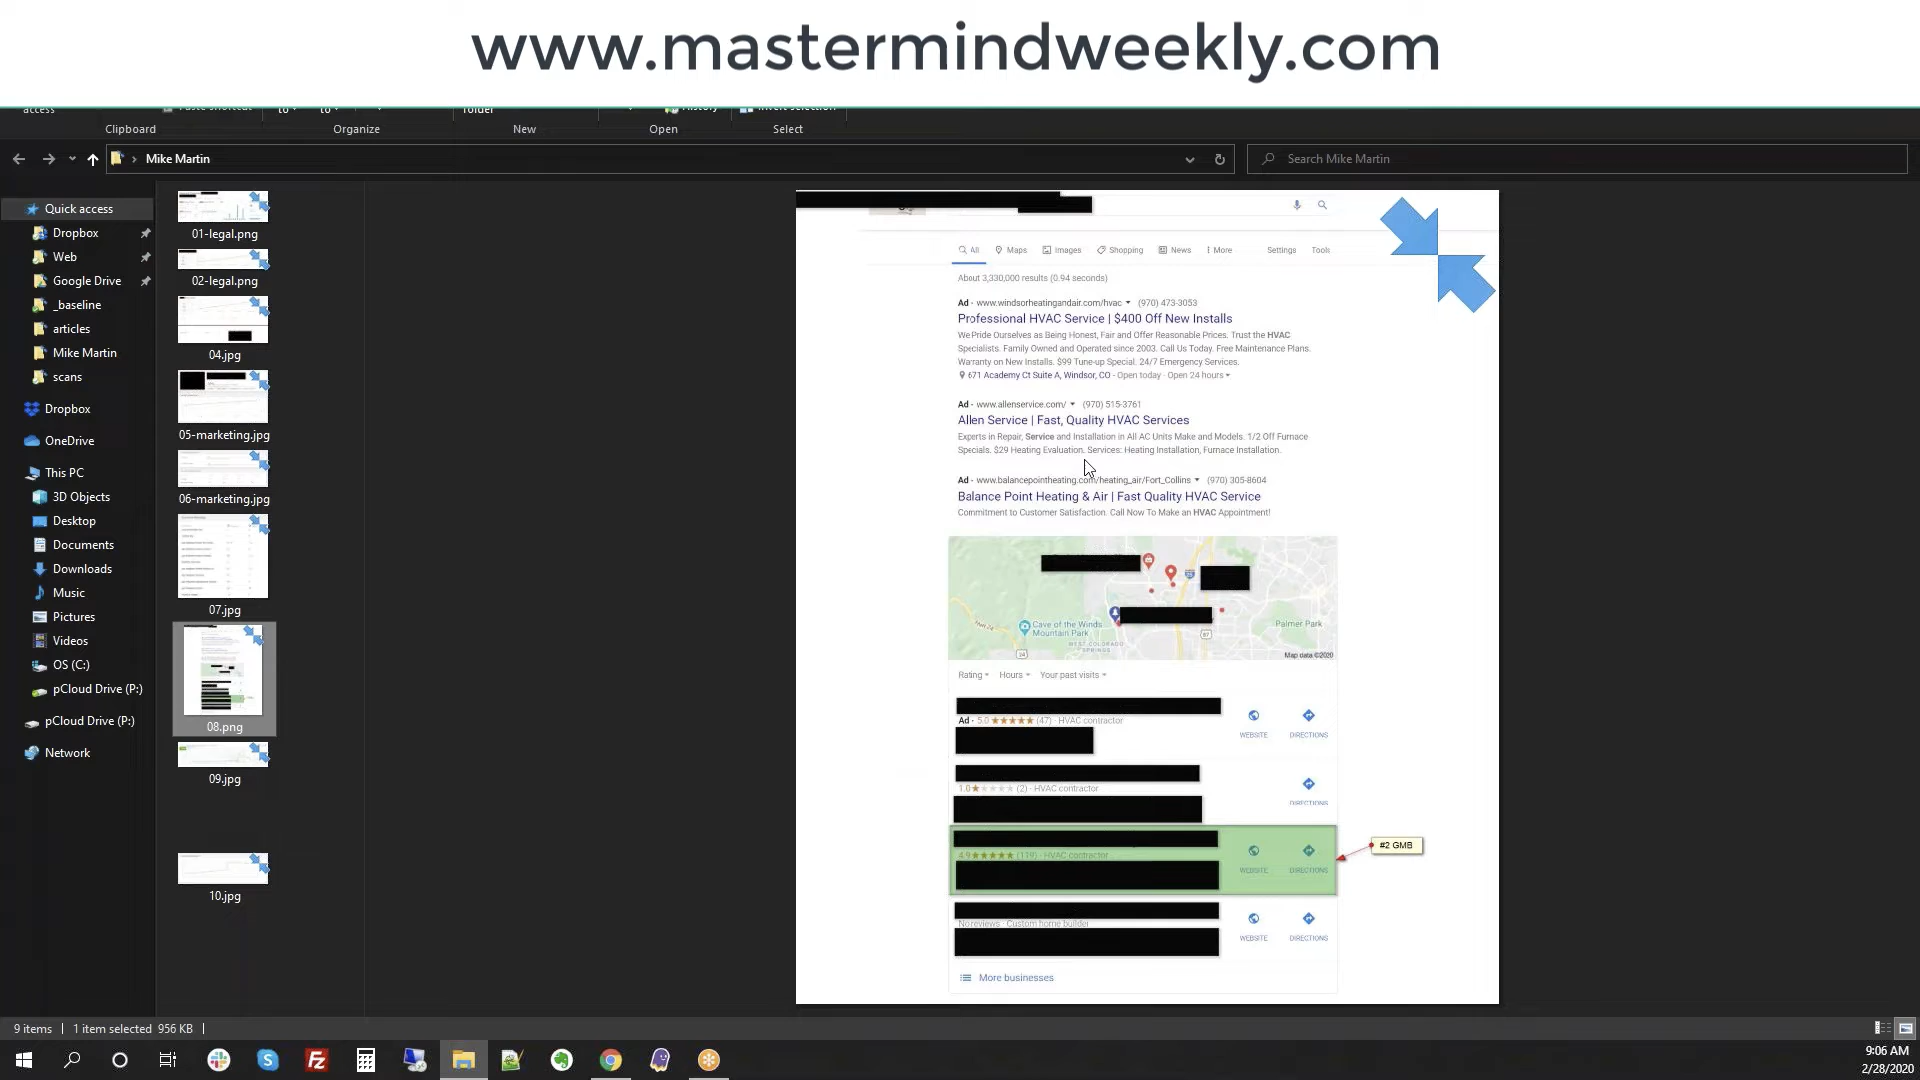 www.mastermindweekly.com
access
folder
Clipboard
Organize
New
Open
Select
Mike Martin
Search Mike Martin
Quick access
Dropbox
Web
Google Drive
_baseline
articles
Mike Martin
scans
Dropbox
OneDrive
This PC
3D Objects
Desktop
Documents
Downloads
Music
Pictures
Videos
OS (C:)
pCloud Drive (P:)
pCloud Drive (P:)
Network
01-legal.png
02-legal.png
04.jpg
05-marketing.jpg
06-marketing.jpg
07.jpg
08.png
09.jpg
10.jpg
All Maps Images Shopping News More Settings Tools
About 3,330,000 results (0.94 seconds)
Ad - www.windsorheatingandair.com/hvac (970) 473-3053
Professional HVAC Service | $400 Off New Installs
We Pride Ourselves as Being Honest, Fair and Offer Reasonable Prices. Trust the HVAC
Specialists. Family Owned and Operated since 2003. Call Us Today. Free Maintenance Plans.
Warranty on New Installs. $99 Tune-up Special. 24/7 Emergency Services.
671 Academy Ct Suite A, Windsor, CO - Open today · Open 24 hours
Ad - www.allenservice.com/ (970) 515-3761
Allen Service | Fast, Quality HVAC Services
Experts in Repair, Service and Installation in All AC Units Make and Models. 1/2 Off Furnace
Specials. $29 Heating Evaluation. Services: Heating Installation, Furnace Installation.
Ad - www.balancepointheating.com/heating_air/Fort_Collins (970) 305-8604
Balance Point Heating & Air | Fast Quality HVAC Service
Commitment to Customer Satisfaction. Call Now To Make an HVAC Appointment!
Cave of the Winds
Mountain Park
WEST COLORADO
SPRINGS
Palmer Park
24
87
Map data ©2020
Rating Hours Your past visits
Ad · 5.0 (47) · HVAC contractor
WEBSITE DIRECTIONS
1.0 (2) · HVAC contractor
DIRECTIONS
4.9 (119) · HVAC contractor
WEBSITE DIRECTIONS
#2 GMB
No reviews · Custom home builder
WEBSITE DIRECTIONS
More businesses
9 items
1 item selected 956 KB
9:06 AM
2/28/2020